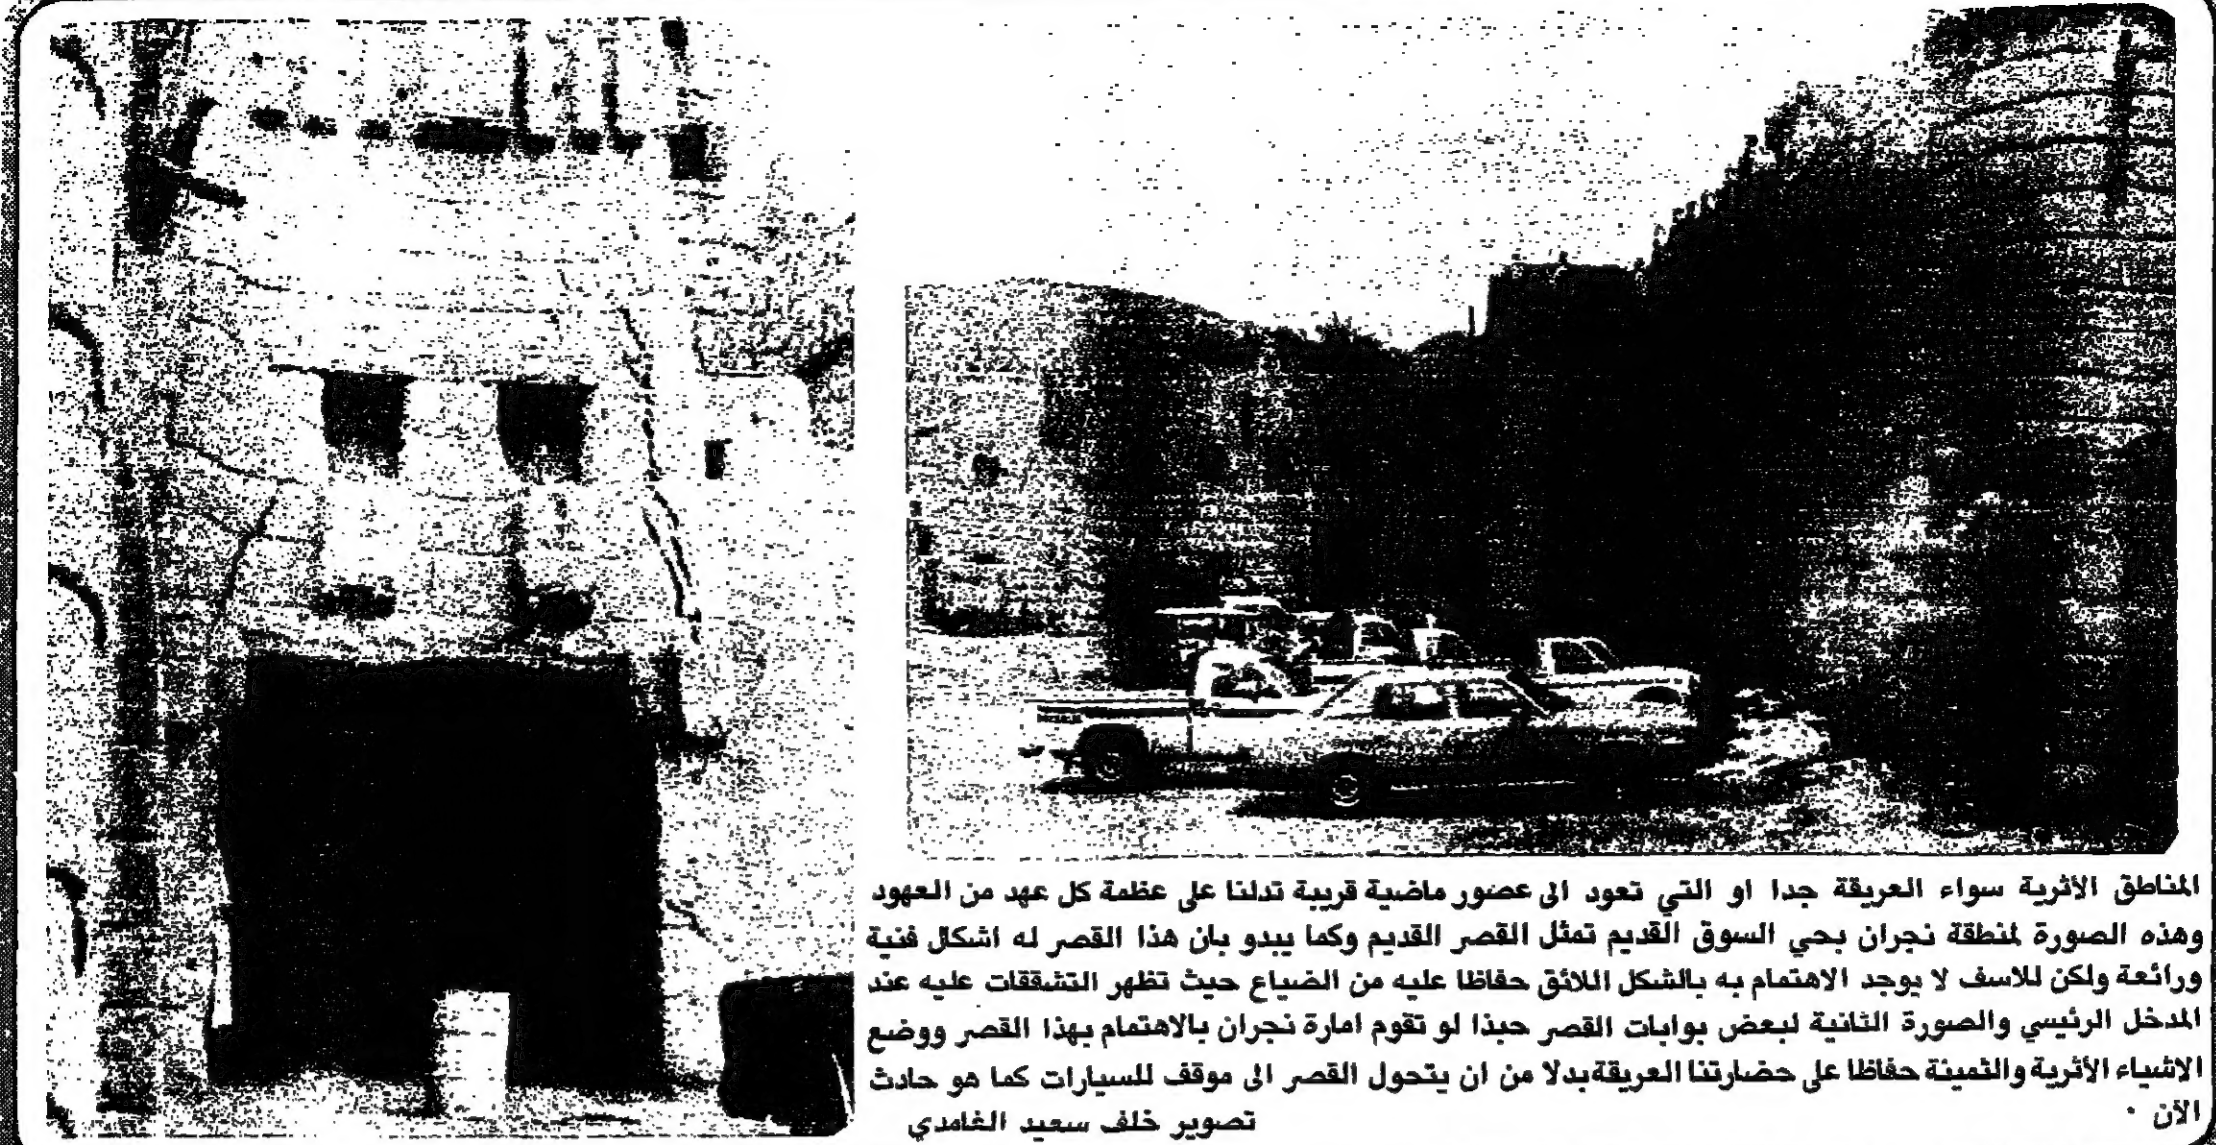 المناطق الأثرية سواء العريقة جدا او التي تعود الى عصور ماضية قريبة تدلنا على عظمة كل عهد من العهود
وهذه الصورة لمنطقة نجران بحي السوق القديم تمثل القصر القديم وكما يبدو بان هذا القصر له اشكال فنية
ورائعة ولكن للاسف لا يوجد الاهتمام به بالشكل اللائق حفاظا عليه من الضياع حيث تظهر التشققات عليه عند
المدخل الرئيسي والصورة الثانية لبعض بوابات القصر حبذا لو تقوم امارة نجران بالاهتمام بهذا القصر ووضع
الاشياء الأثرية والثمينة حفاظا على حضارتنا العريقة بدلا من ان يتحول القصر الى موقف للسيارات كما هو حادث
الآن ٠
تصوير خلف سعيد الغامدي